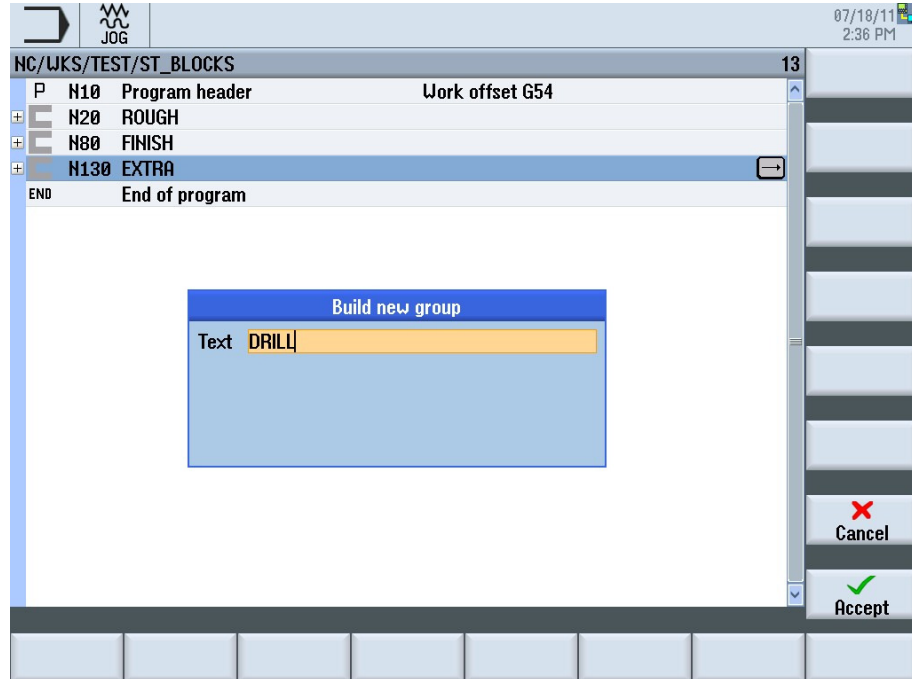 JOG
07/18/11
2:36 PM
NC/WKS/TEST/ST_BLOCKS 13
P N10 Program header Work offset G54
N20 ROUGH
N80 FINISH
N130 EXTRA
END End of program
Build new group
Text DRILL
Cancel
Accept